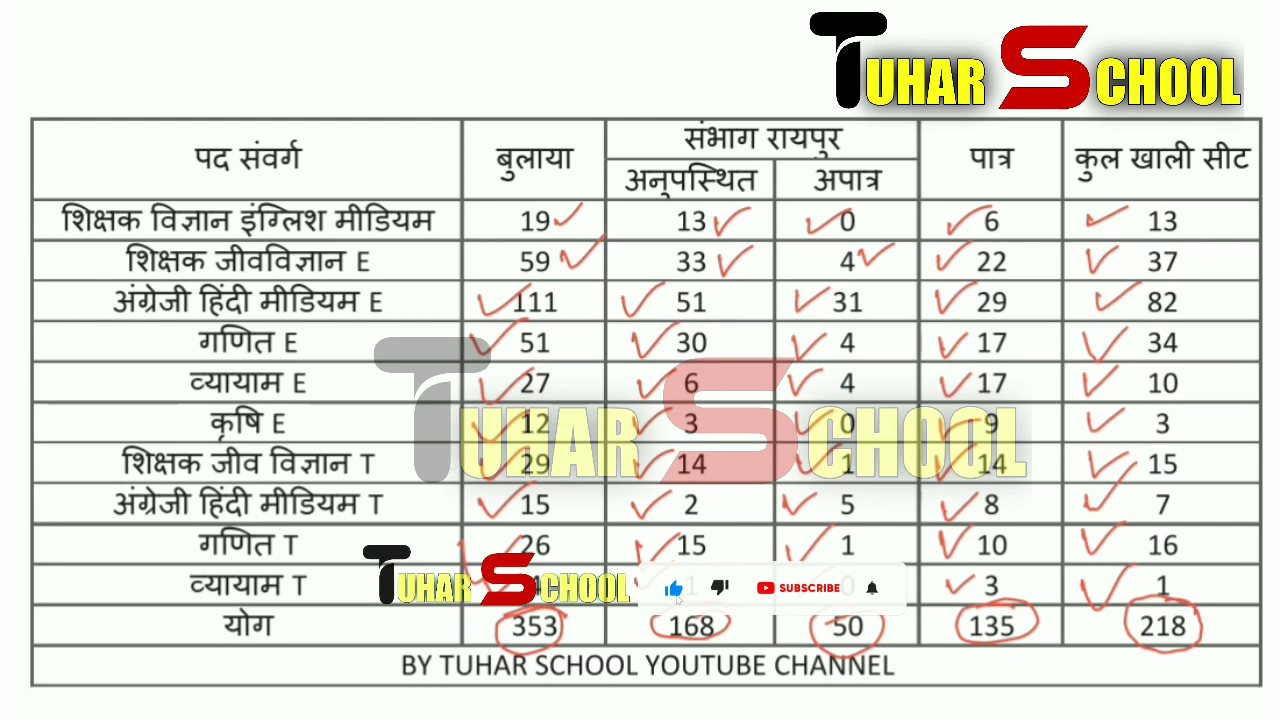 TUHAR SCHOOL
पद संवर्ग बुलाया संभाग रायपुर पात्र कुल खाली सीट
अनुपस्थित अपात्र
शिक्षक विज्ञान इंग्लिश मीडियम 19 13 0 6 13
शिक्षक जीवविज्ञान E 59 33 4 22 37
अंग्रेजी हिंदी मीडियम E 111 51 31 29 82
गणित E 51 30 4 17 34
व्यायाम E 27 6 4 17 10
कृषि E 12 3 0 9 3
TUHAR SCHOOL
शिक्षक जीव विज्ञान T 29 14 1 14 15
अंग्रेजी हिंदी मीडियम T 15 2 5 8 7
गणित T 26 15 1 10 16
व्यायाम T 4 1 0 3 1
TUHAR SCHOOL
SUBSCRIBE
योग 353 168 50 135 218
BY TUHAR SCHOOL YOUTUBE CHANNEL